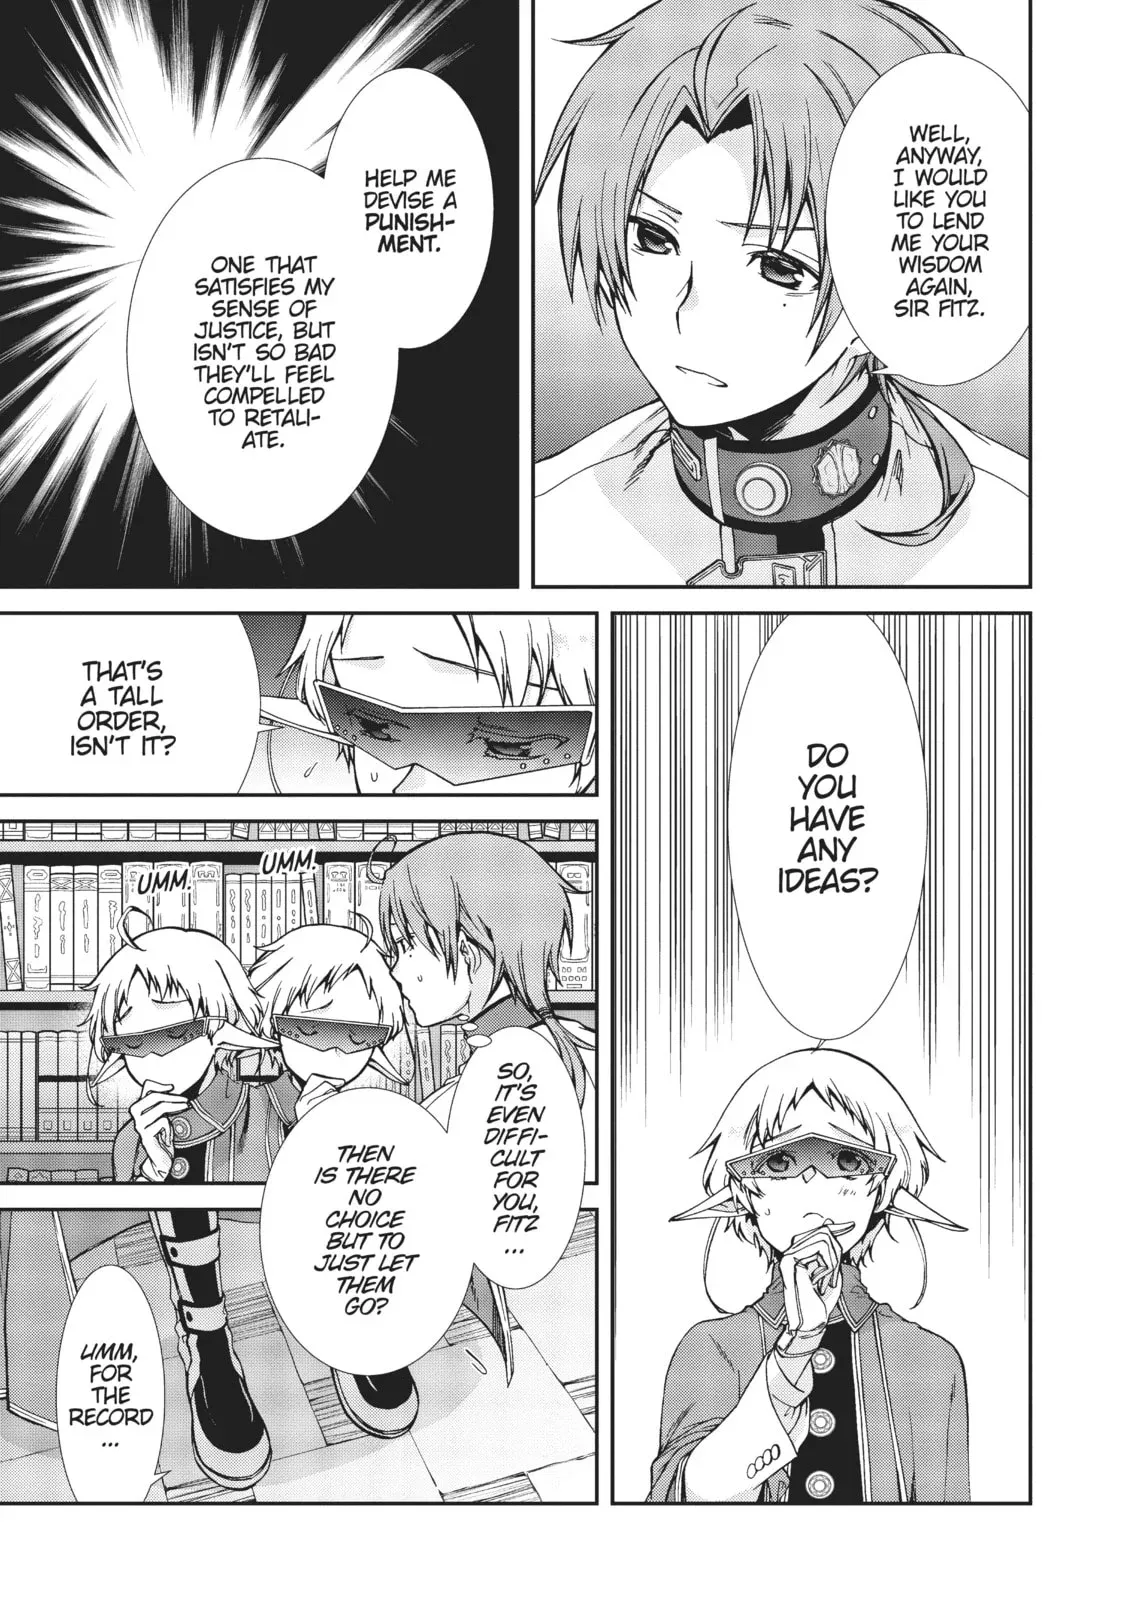 WELL,
ANYWAY,
I WOULD
LIKE YOU
TO LEND
ME YOUR
WISDOM
AGAIN,
SIR FITZ.
HELP ME
DEVISE A
PUNISH-
MENT.
ONE THAT
SATISFIES MY
SENSE OF
JUSTICE, BUT
ISN'T SO BAD
THEY'LL FEEL
COMPELLED
TO RETALI-
ATE.
DO
YOU
HAVE
ANY
IDEAS?
THAT'S
A TALL
ORDER,
ISN'T IT?
UMM.
UMM.
SO,
IT'S
EVEN
DIFFI-
CULT
FOR
YOU,
FITZ
...
THEN
IS THERE
NO
CHOICE
BUT TO
JUST LET
THEM
GO?
UMM,
FOR
THE
RECORD
...